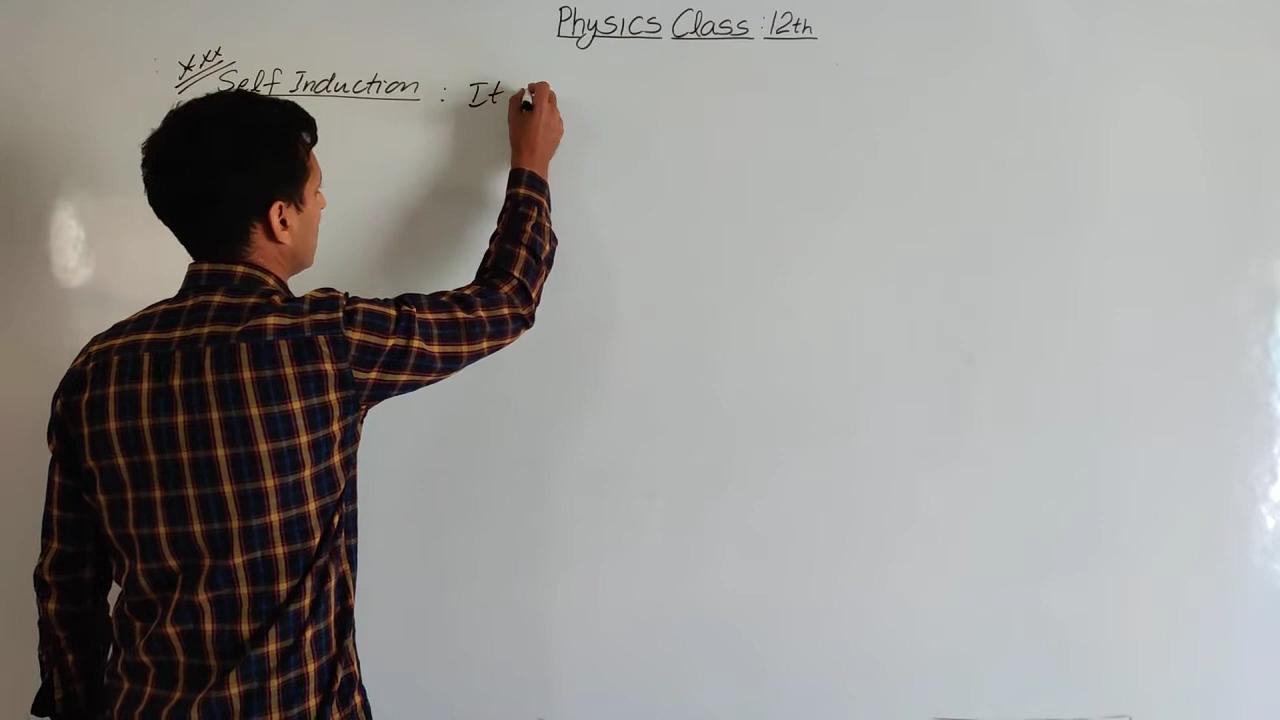 Physics Class : 12th
*** Self Induction : It